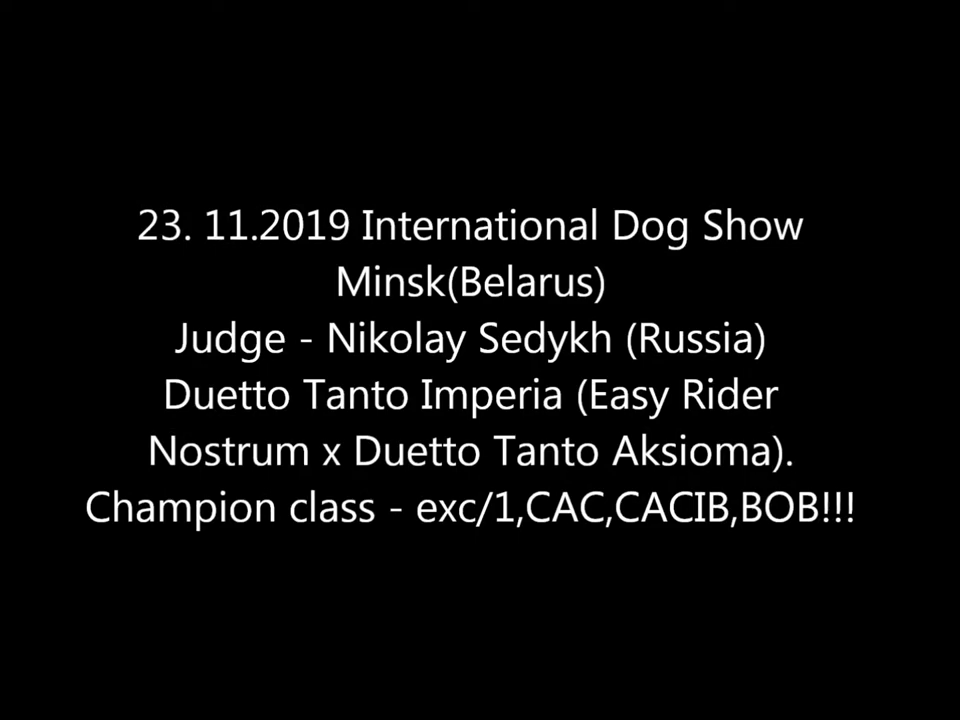 23. 11.2019 International Dog Show
Minsk(Belarus)
Judge - Nikolay Sedykh (Russia)
Duetto Tanto Imperia (Easy Rider
Nostrum x Duetto Tanto Aksioma).
Champion class - exc/1,CAC,CACIB,BOB!!!